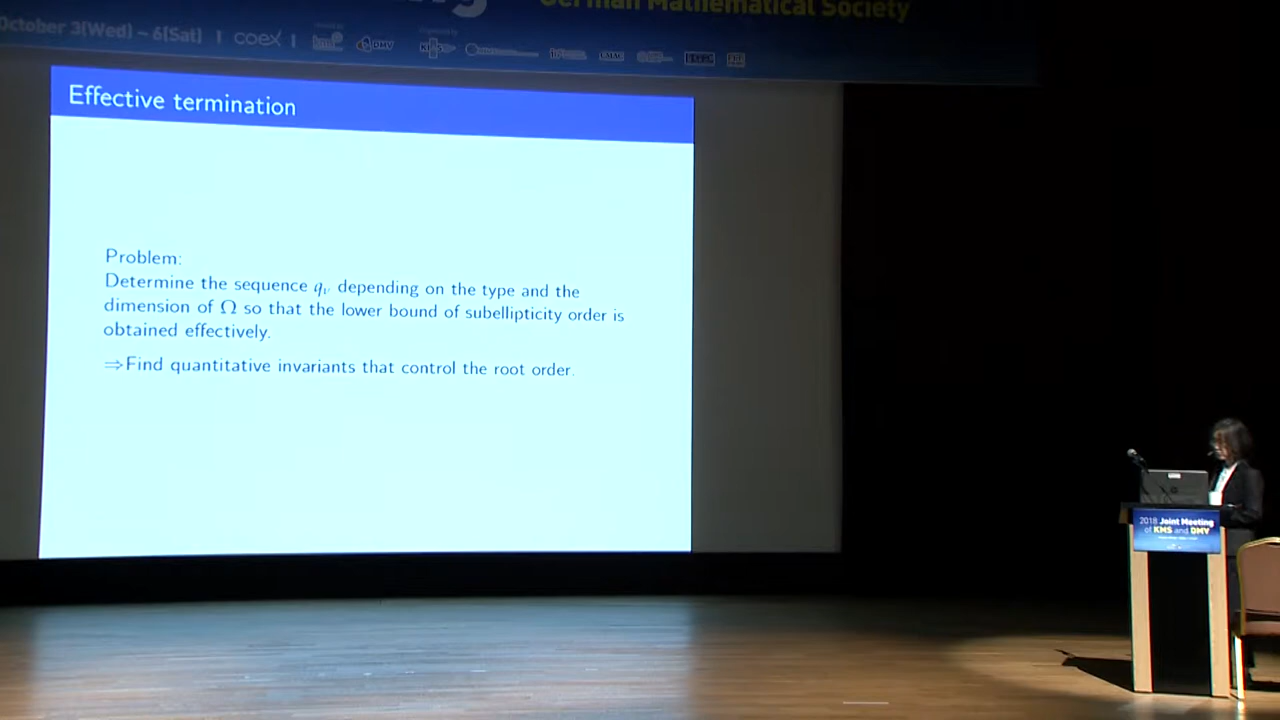 German Mathematical Society
October 3(Wed) – 6(Sat) | coex |
DMV
Effective termination
Problem:
Determine the sequence qᵥ depending on the type and the
dimension of Ω so that the lower bound of subellipticity order is
obtained effectively.
⇒Find quantitative invariants that control the root order.
2018 Joint Meeting
of KMS and DMV